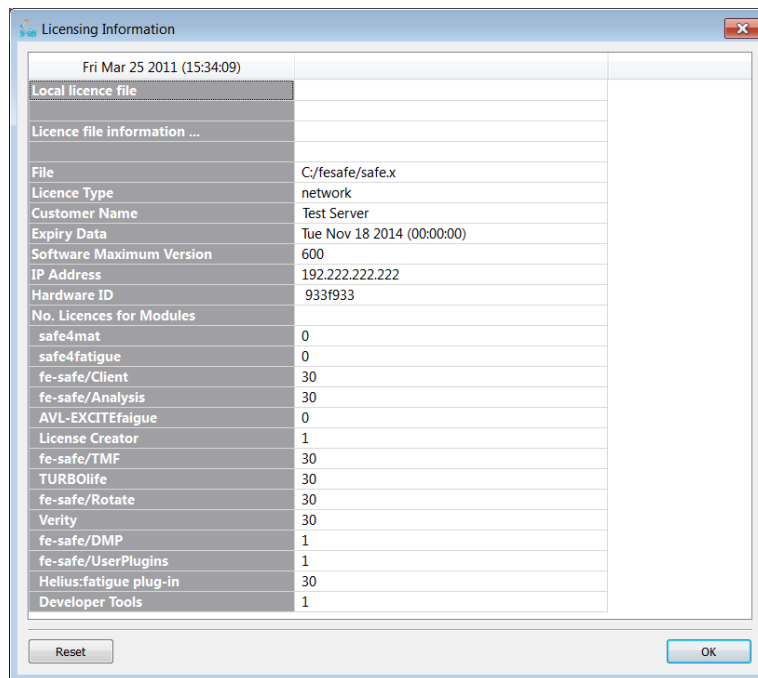 Licensing Information
Fri Mar 25 2011 (15:34:09)
Local licence file
Licence file information ...
File C:/fesafe/safe.x
Licence Type network
Customer Name Test Server
Expiry Data Tue Nov 18 2014 (00:00:00)
Software Maximum Version 600
IP Address 192.222.222.222
Hardware ID 933f933
No. Licences for Modules
safe4mat 0
safe4fatigue 0
fe-safe/Client 30
fe-safe/Analysis 30
AVL-EXCITEfaigue 0
License Creator 1
fe-safe/TMF 30
TURBOlife 30
fe-safe/Rotate 30
Verity 30
fe-safe/DMP 1
fe-safe/UserPlugins 1
Helius:fatigue plug-in 30
Developer Tools 1
Reset OK